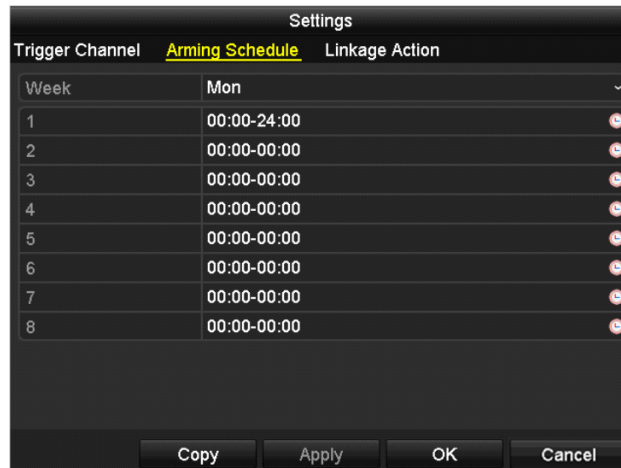 Settings
Trigger Channel Arming Schedule Linkage Action
Week Mon
1 00:00-24:00
2 00:00-00:00
3 00:00-00:00
4 00:00-00:00
5 00:00-00:00
6 00:00-00:00
7 00:00-00:00
8 00:00-00:00
Copy Apply OK Cancel